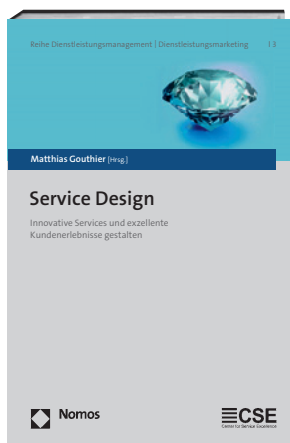 Reihe Dienstleistungsmanagement | Dienstleistungsmarketing | 3
Matthias Gouthier [Hrsg.]
Service Design
Innovative Services und exzellente
Kundenerlebnisse gestalten
Nomos
CSE
Center for Service Excellence